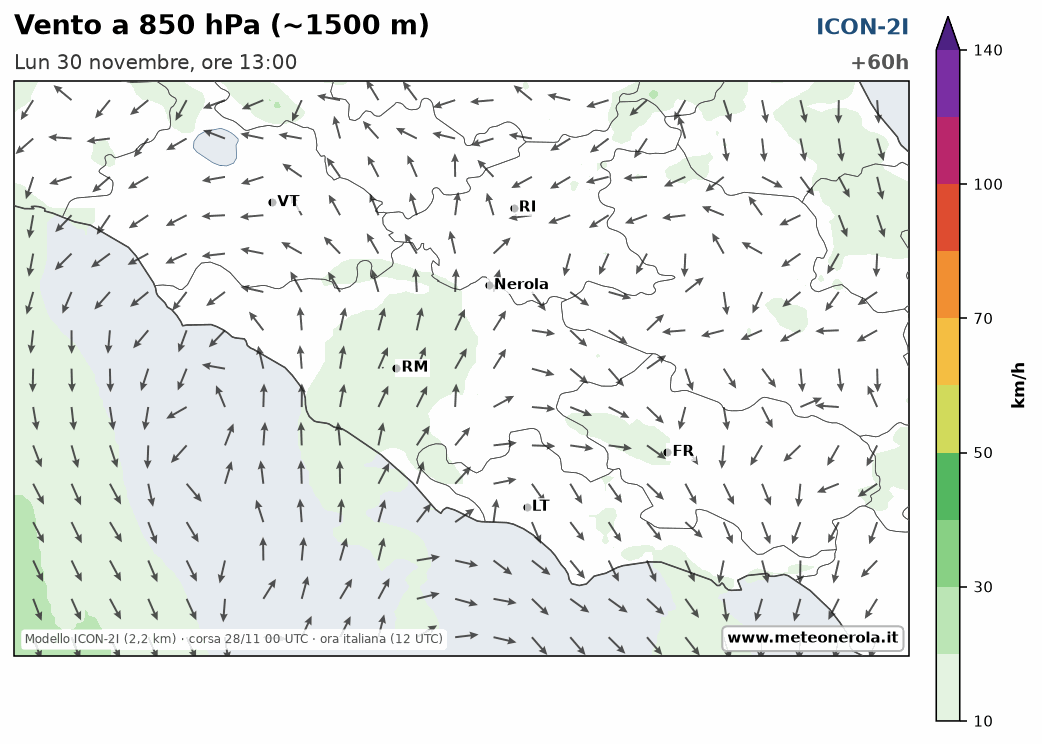 Vento a 850 hPa (~1500 m)
ICON-2I
Lun 30 novembre, ore 13:00
+60h
VT
RI
Nerola
RM
FR
LT
Modello ICON-2I (2,2 km) · corsa 28/11 00 UTC · ora italiana (12 UTC)
www.meteonerola.it
140
100
70
50
30
10
km/h